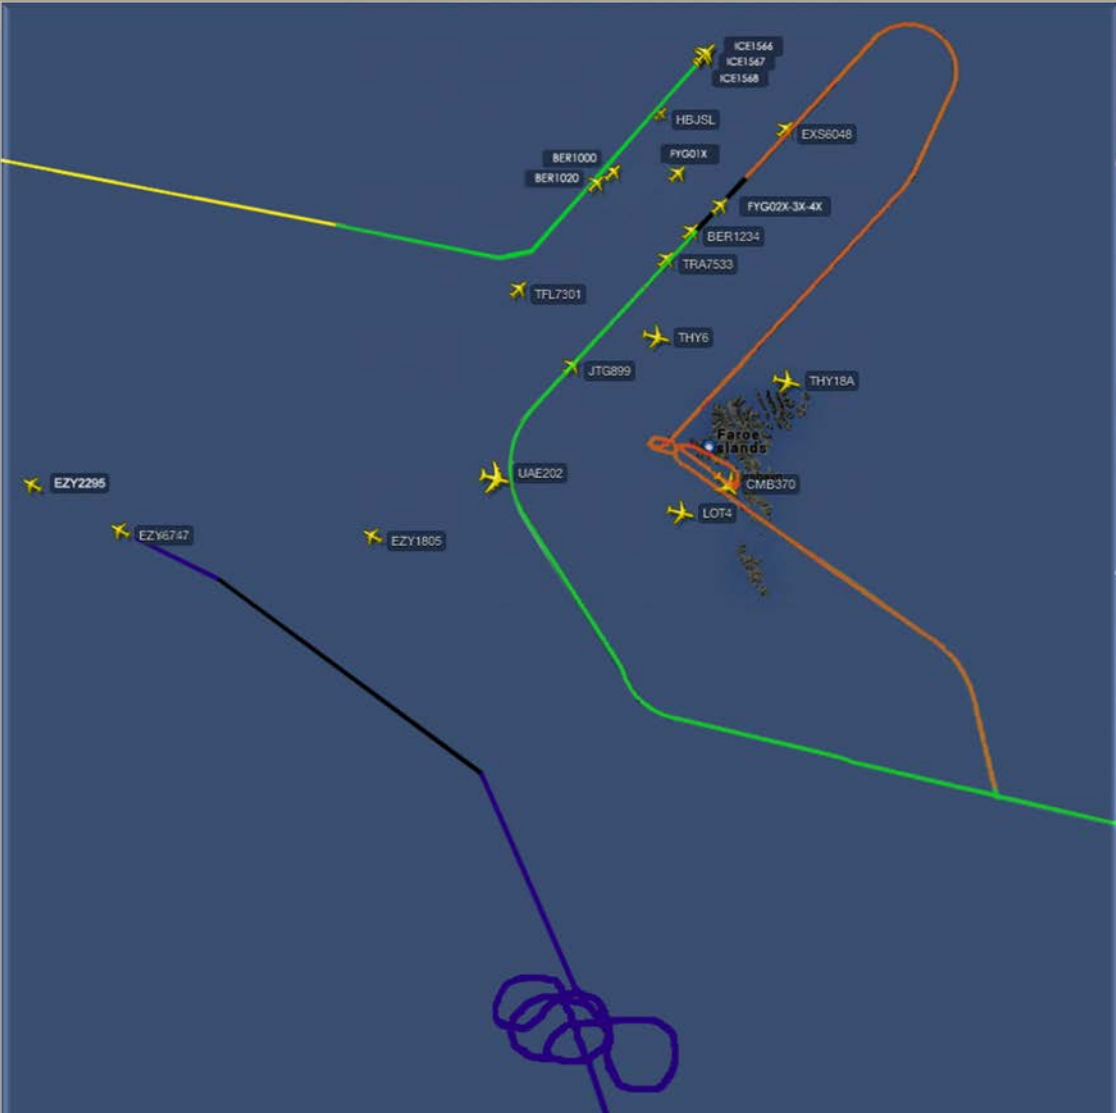 ICE1566
ICE1567
ICE1568
HBJSL
EXS6048
BER1000
FYG01X
BER1020
FYG02X-3X-4X
BER1234
TRA7533
TFL7301
THY6
JTG899
THY18A
Faroe
slands
UAE202
EZY2295
CMB370
LOT4
EZY6747
EZY1805